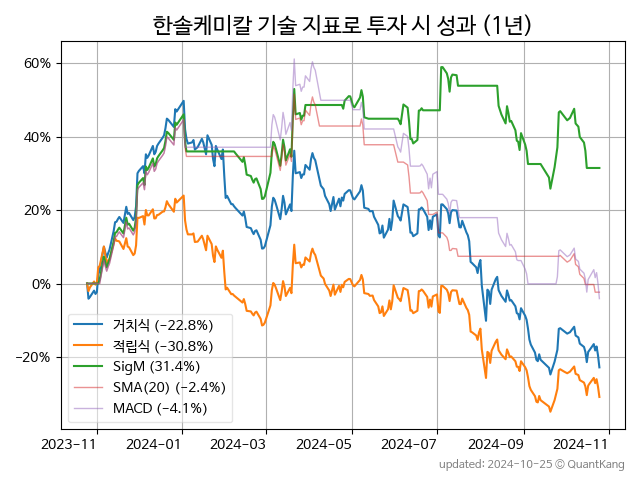 한솔케미칼 기술 지표로 투자 시 성과 (1년)
60%
40%
20%
0%
−20%
거치식 (−22.8%)
적립식 (−30.8%)
SigM (31.4%)
SMA(20) (−2.4%)
MACD (−4.1%)
2023-11
2024-01
2024-03
2024-05
2024-07
2024-09
2024-11
updated: 2024-10-25 © QuantKang